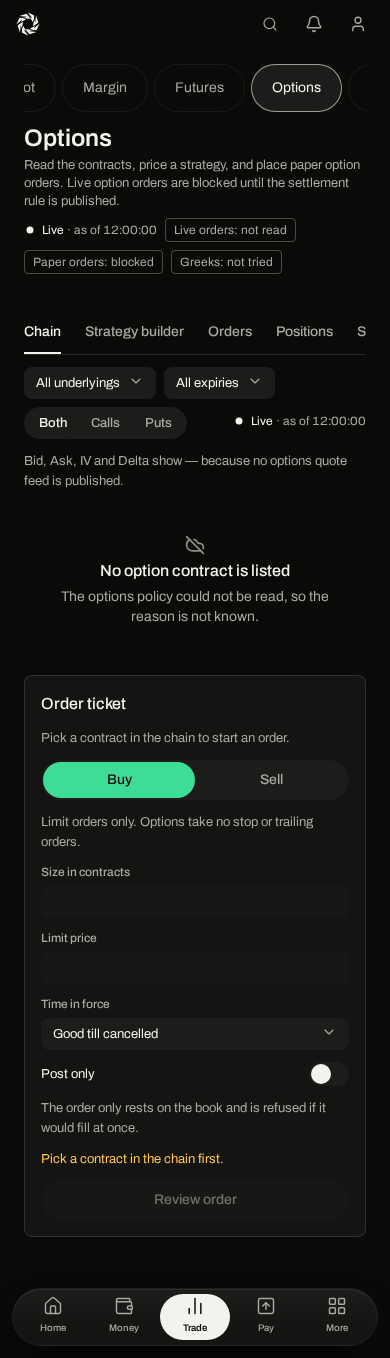 ot Margin Futures Options
Options
Read the contracts, price a strategy, and place paper option
orders. Live option orders are blocked until the settlement
rule is published.
Live · as of 12:00:00 Live orders: not read
Paper orders: blocked Greeks: not tried
Chain Strategy builder Orders Positions S
All underlyings All expiries
Both Calls Puts Live · as of 12:00:00
Bid, Ask, IV and Delta show — because no options quote
feed is published.
No option contract is listed
The options policy could not be read, so the
reason is not known.
Order ticket
Pick a contract in the chain to start an order.
Buy Sell
Limit orders only. Options take no stop or trailing
orders.
Size in contracts
Limit price
Time in force
Good till cancelled
Post only
The order only rests on the book and is refused if it
would fill at once.
Pick a contract in the chain first.
Review order
Home Money Trade Pay More